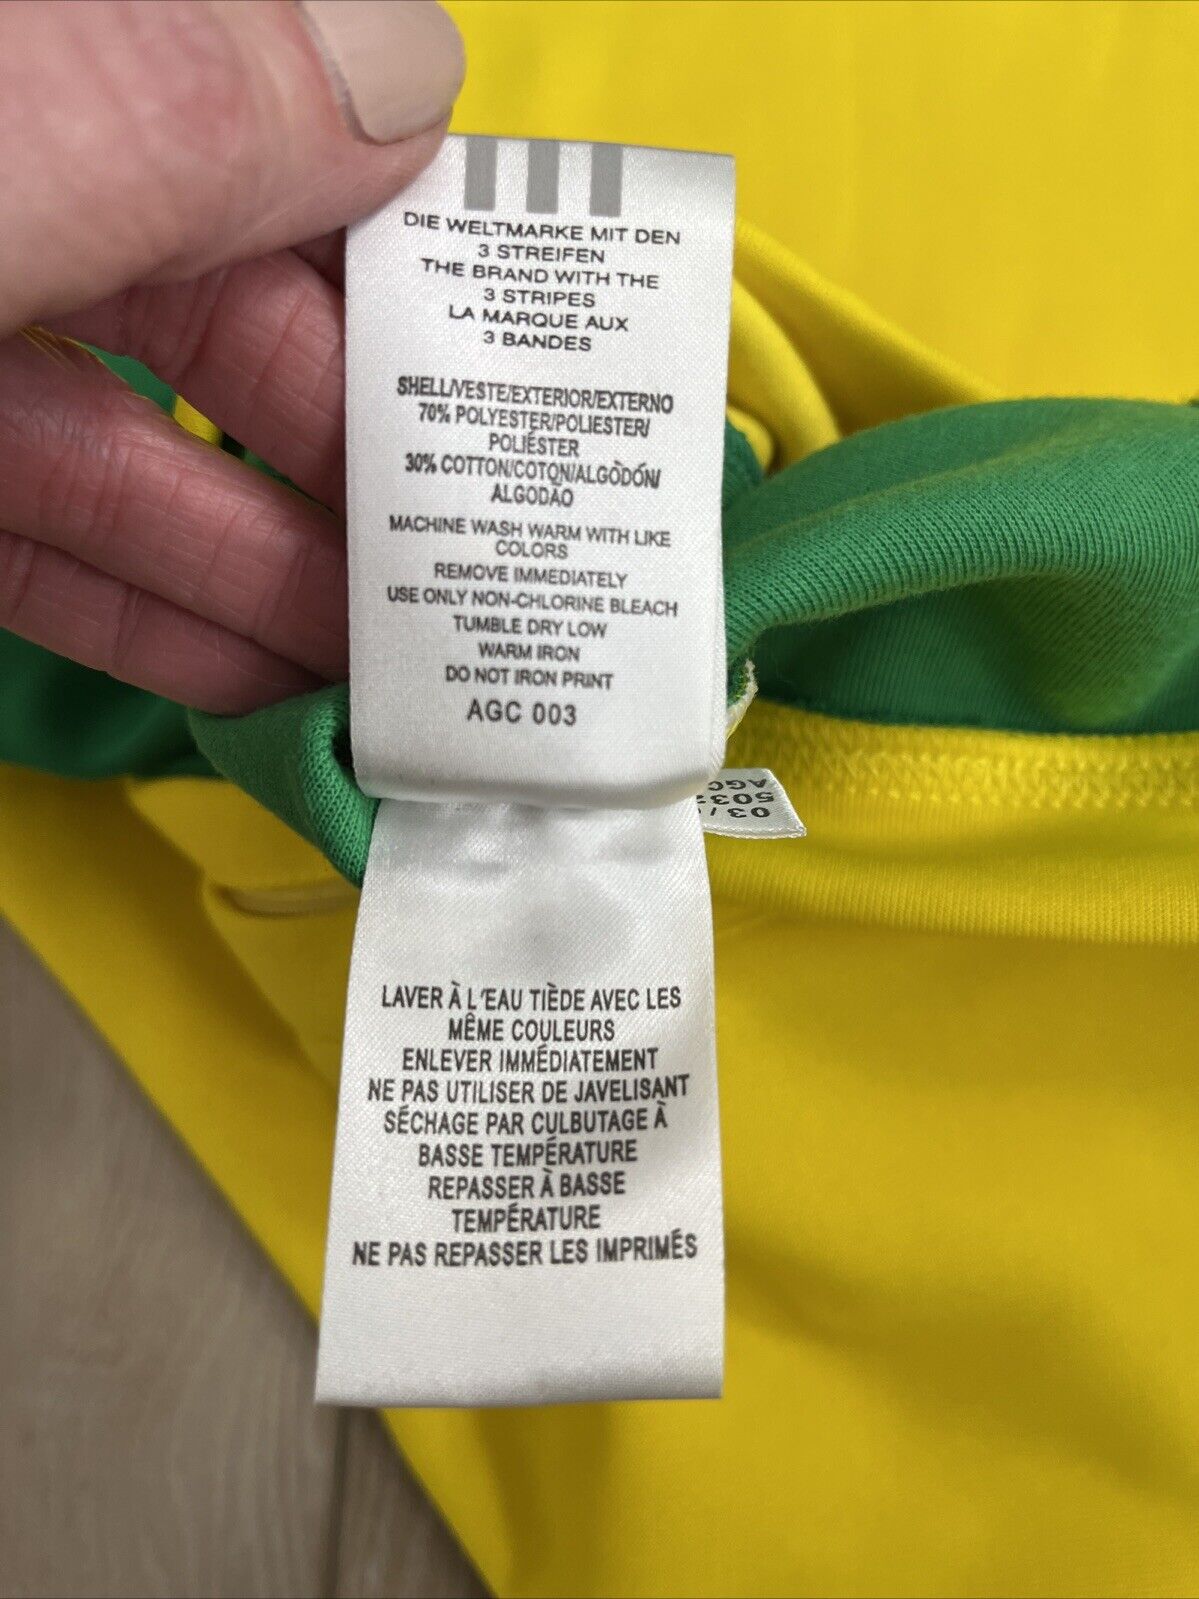 DIE WELTMARKE MIT DEN
3 STREIFEN
THE BRAND WITH THE
3 STRIPES
LA MARQUE AUX
3 BANDES
SHELL/VESTE/EXTERIOR/EXTERNO
70% POLYESTER/POLIESTER/
POLIÉSTER
30% COTTON/COTON/ALGÒDÓN/
ALGODÃO
MACHINE WASH WARM WITH LIKE
COLORS
REMOVE IMMEDIATELY
USE ONLY NON-CHLORINE BLEACH
TUMBLE DRY LOW
WARM IRON
DO NOT IRON PRINT
AGC 003
03/
503
AGC
LAVER À L'EAU TIÈDE AVEC LES
MÊME COULEURS
ENLEVER IMMÉDIATEMENT
NE PAS UTILISER DE JAVELISANT
SÉCHAGE PAR CULBUTAGE À
BASSE TEMPÉRATURE
REPASSER À BASSE
TEMPÉRATURE
NE PAS REPASSER LES IMPRIMÉS